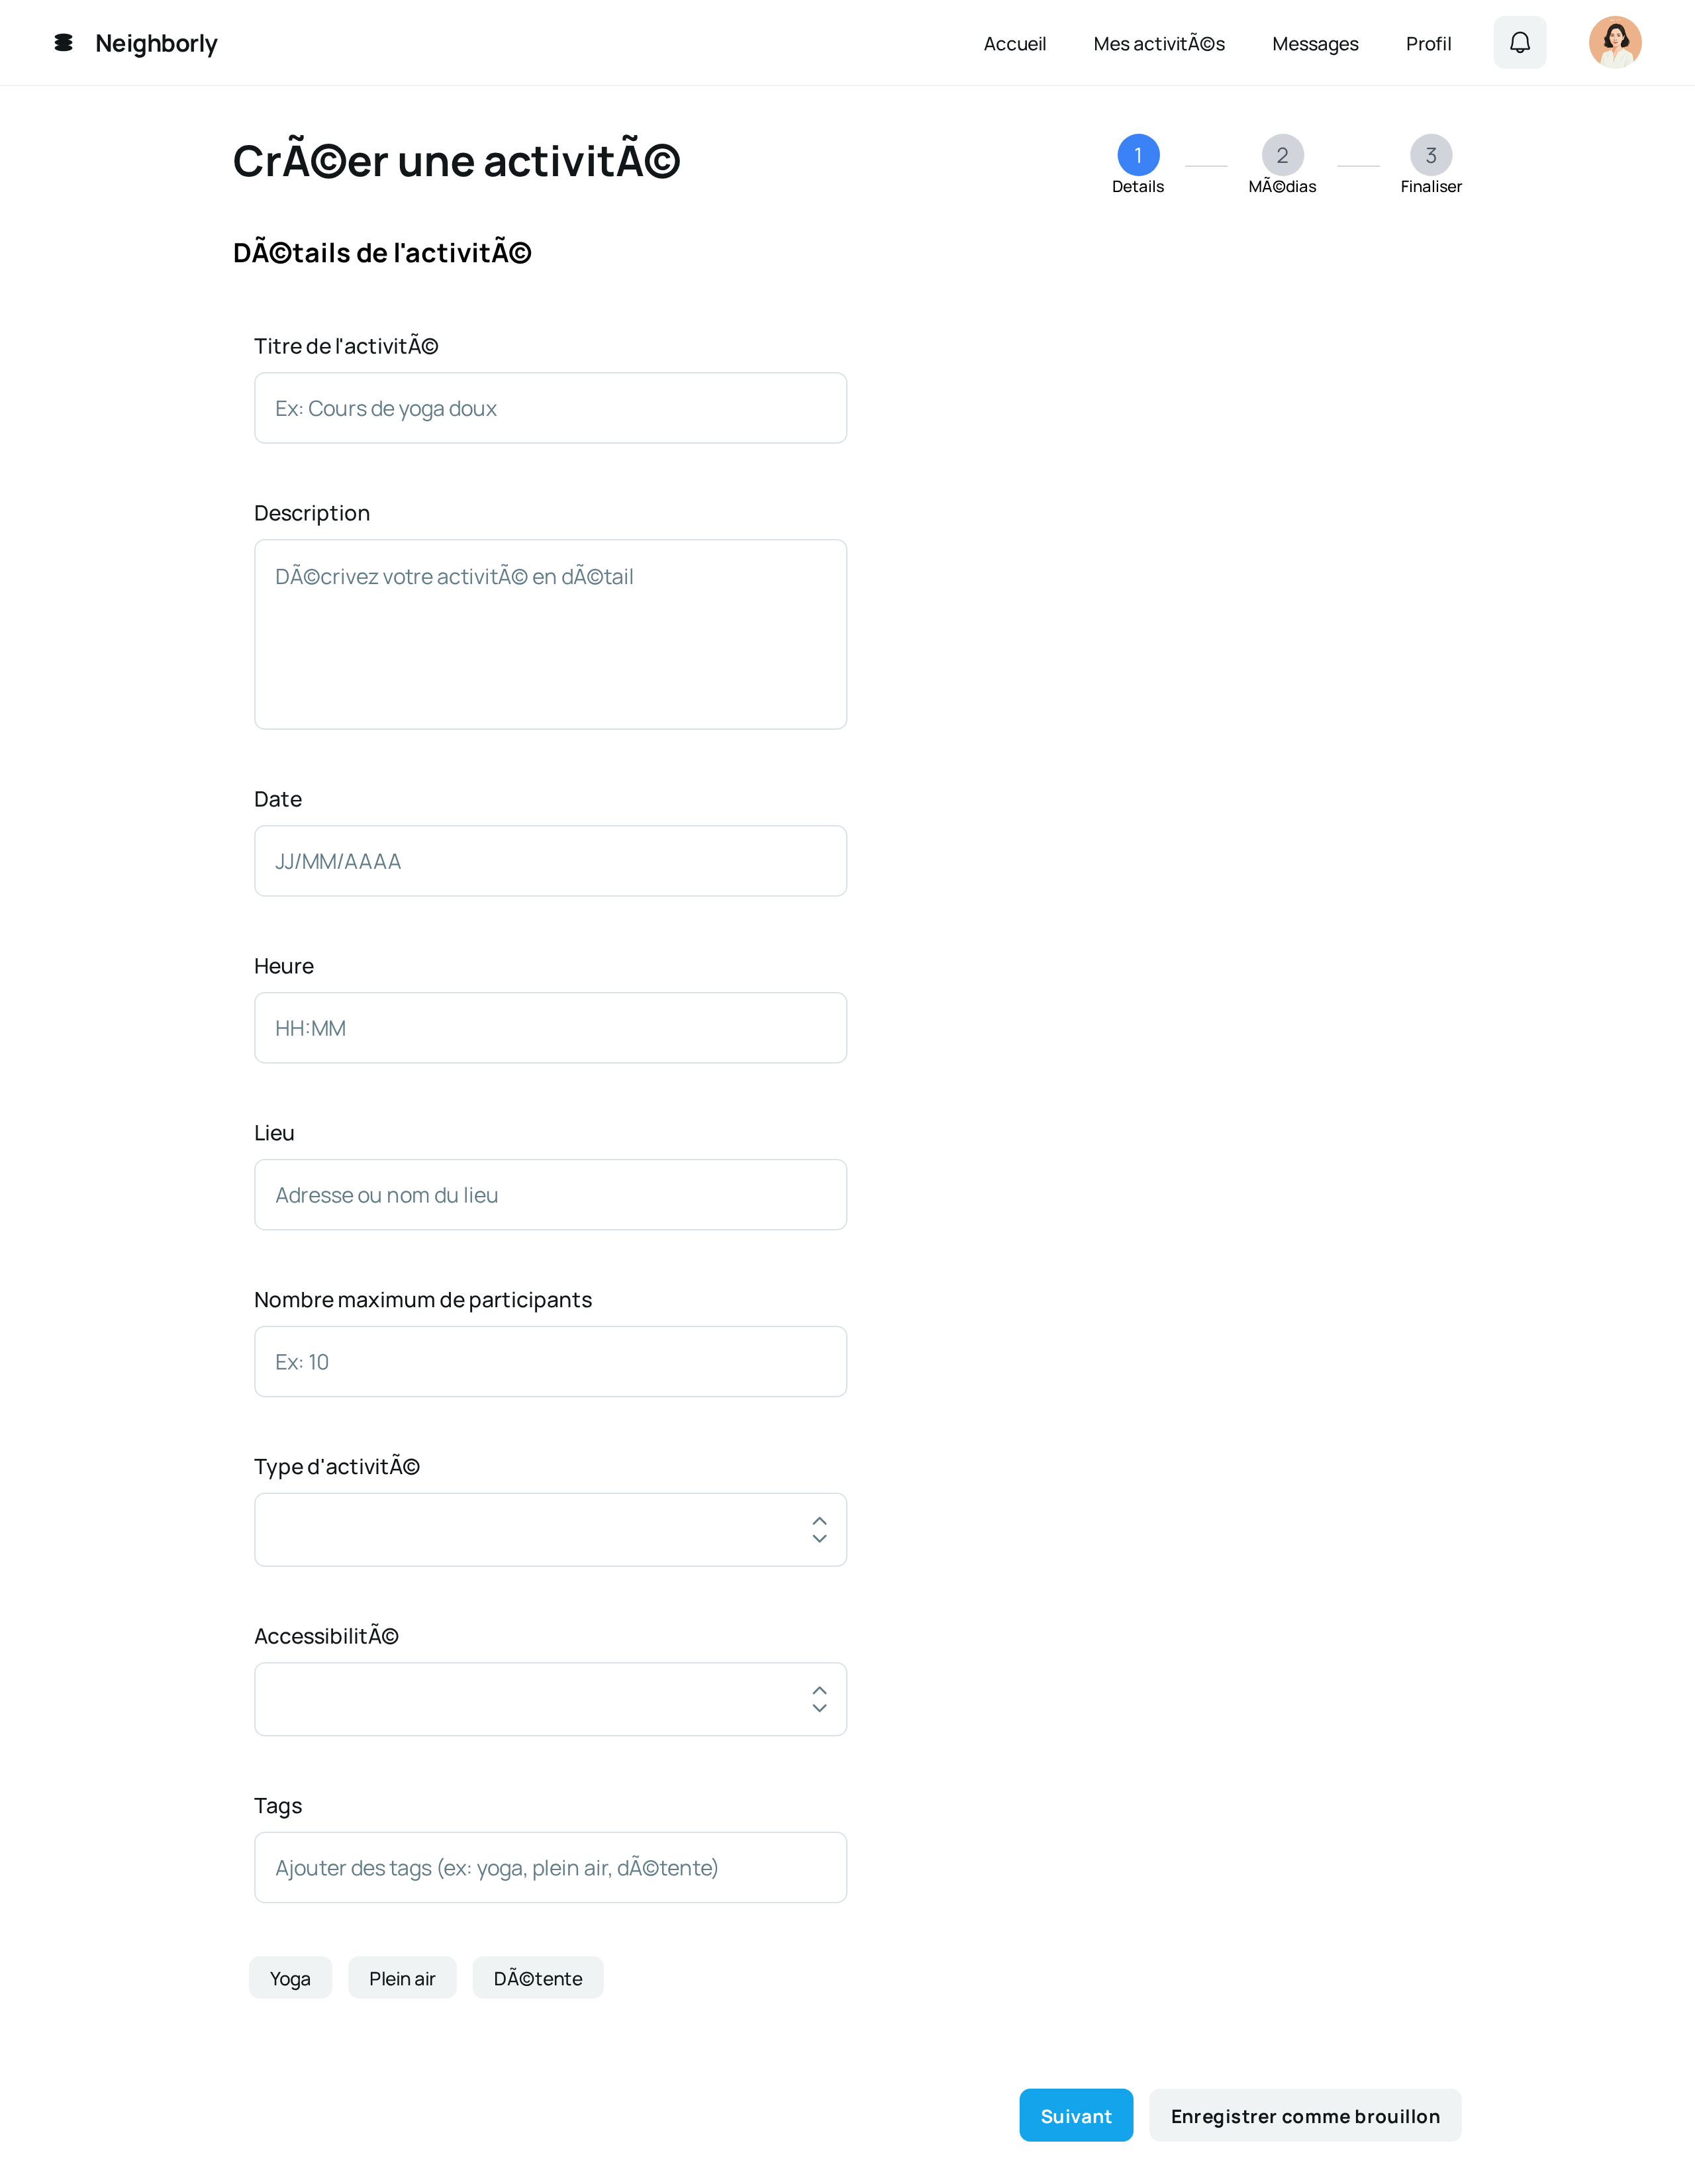 Neighborly
Accueil
Mes activitÃ©s
Messages
Profil
CrÃ©er une activitÃ©
1
Details
2
MÃ©dias
3
Finaliser
DÃ©tails de l'activitÃ©
Titre de l'activitÃ©
Ex: Cours de yoga doux
Description
DÃ©crivez votre activitÃ© en dÃ©tail
Date
JJ/MM/AAAA
Heure
HH:MM
Lieu
Adresse ou nom du lieu
Nombre maximum de participants
Ex: 10
Type d'activitÃ©
AccessibilitÃ©
Tags
Ajouter des tags (ex: yoga, plein air, dÃ©tente)
Yoga
Plein air
DÃ©tente
Suivant
Enregistrer comme brouillon